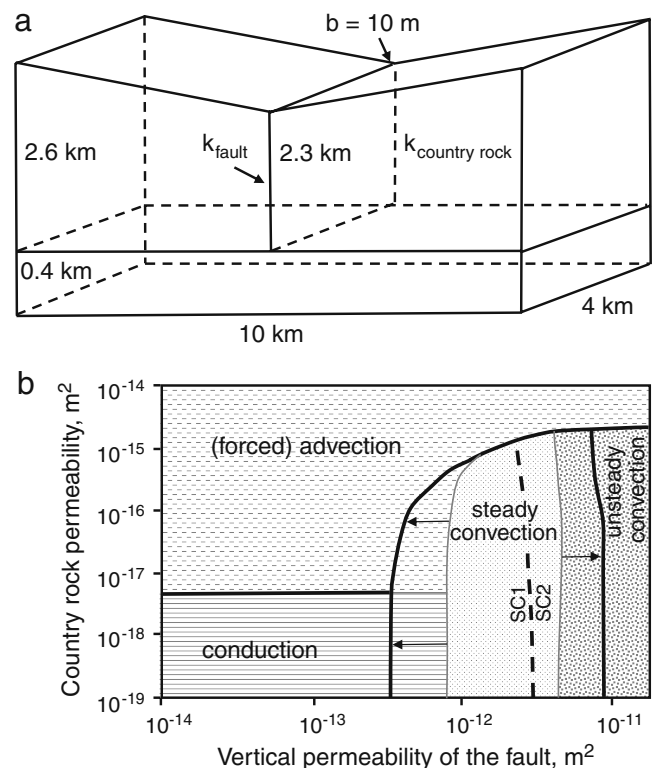 a
b = 10 m
2.6 km
k_fault
2.3 km
k_country rock
0.4 km
10 km
4 km
b
Country rock permeability, m²
10⁻¹⁴
10⁻¹⁵
10⁻¹⁶
10⁻¹⁷
10⁻¹⁸
10⁻¹⁹
(forced) advection
steady
convection
unsteady
convection
SC1
SC2
conduction
10⁻¹⁴
10⁻¹³
10⁻¹²
10⁻¹¹
Vertical permeability of the fault, m²